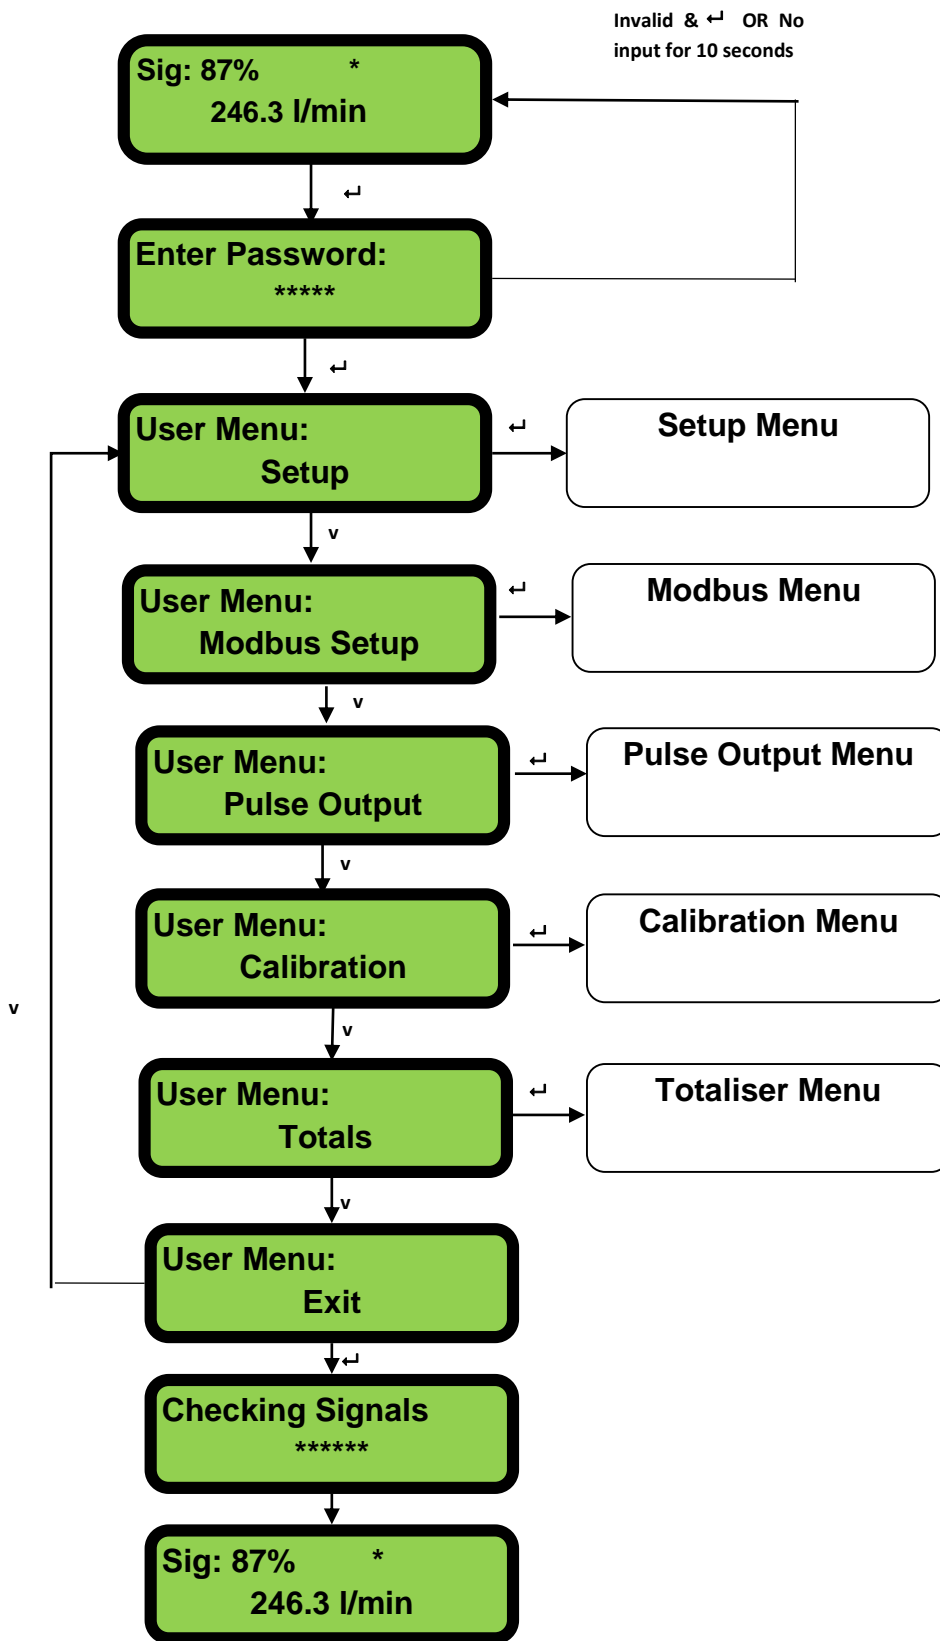 Invalid & ↵ OR No
input for 10 seconds
Sig: 87% *
246.3 l/min
↵
Enter Password:
*****
↵
User Menu:
Setup
↵
Setup Menu
v
User Menu:
Modbus Setup
↵
Modbus Menu
v
User Menu:
Pulse Output
↵
Pulse Output Menu
v
User Menu:
Calibration
↵
Calibration Menu
v
v
User Menu:
Totals
↵
Totaliser Menu
v
User Menu:
Exit
↵
Checking Signals
******
Sig: 87% *
246.3 l/min